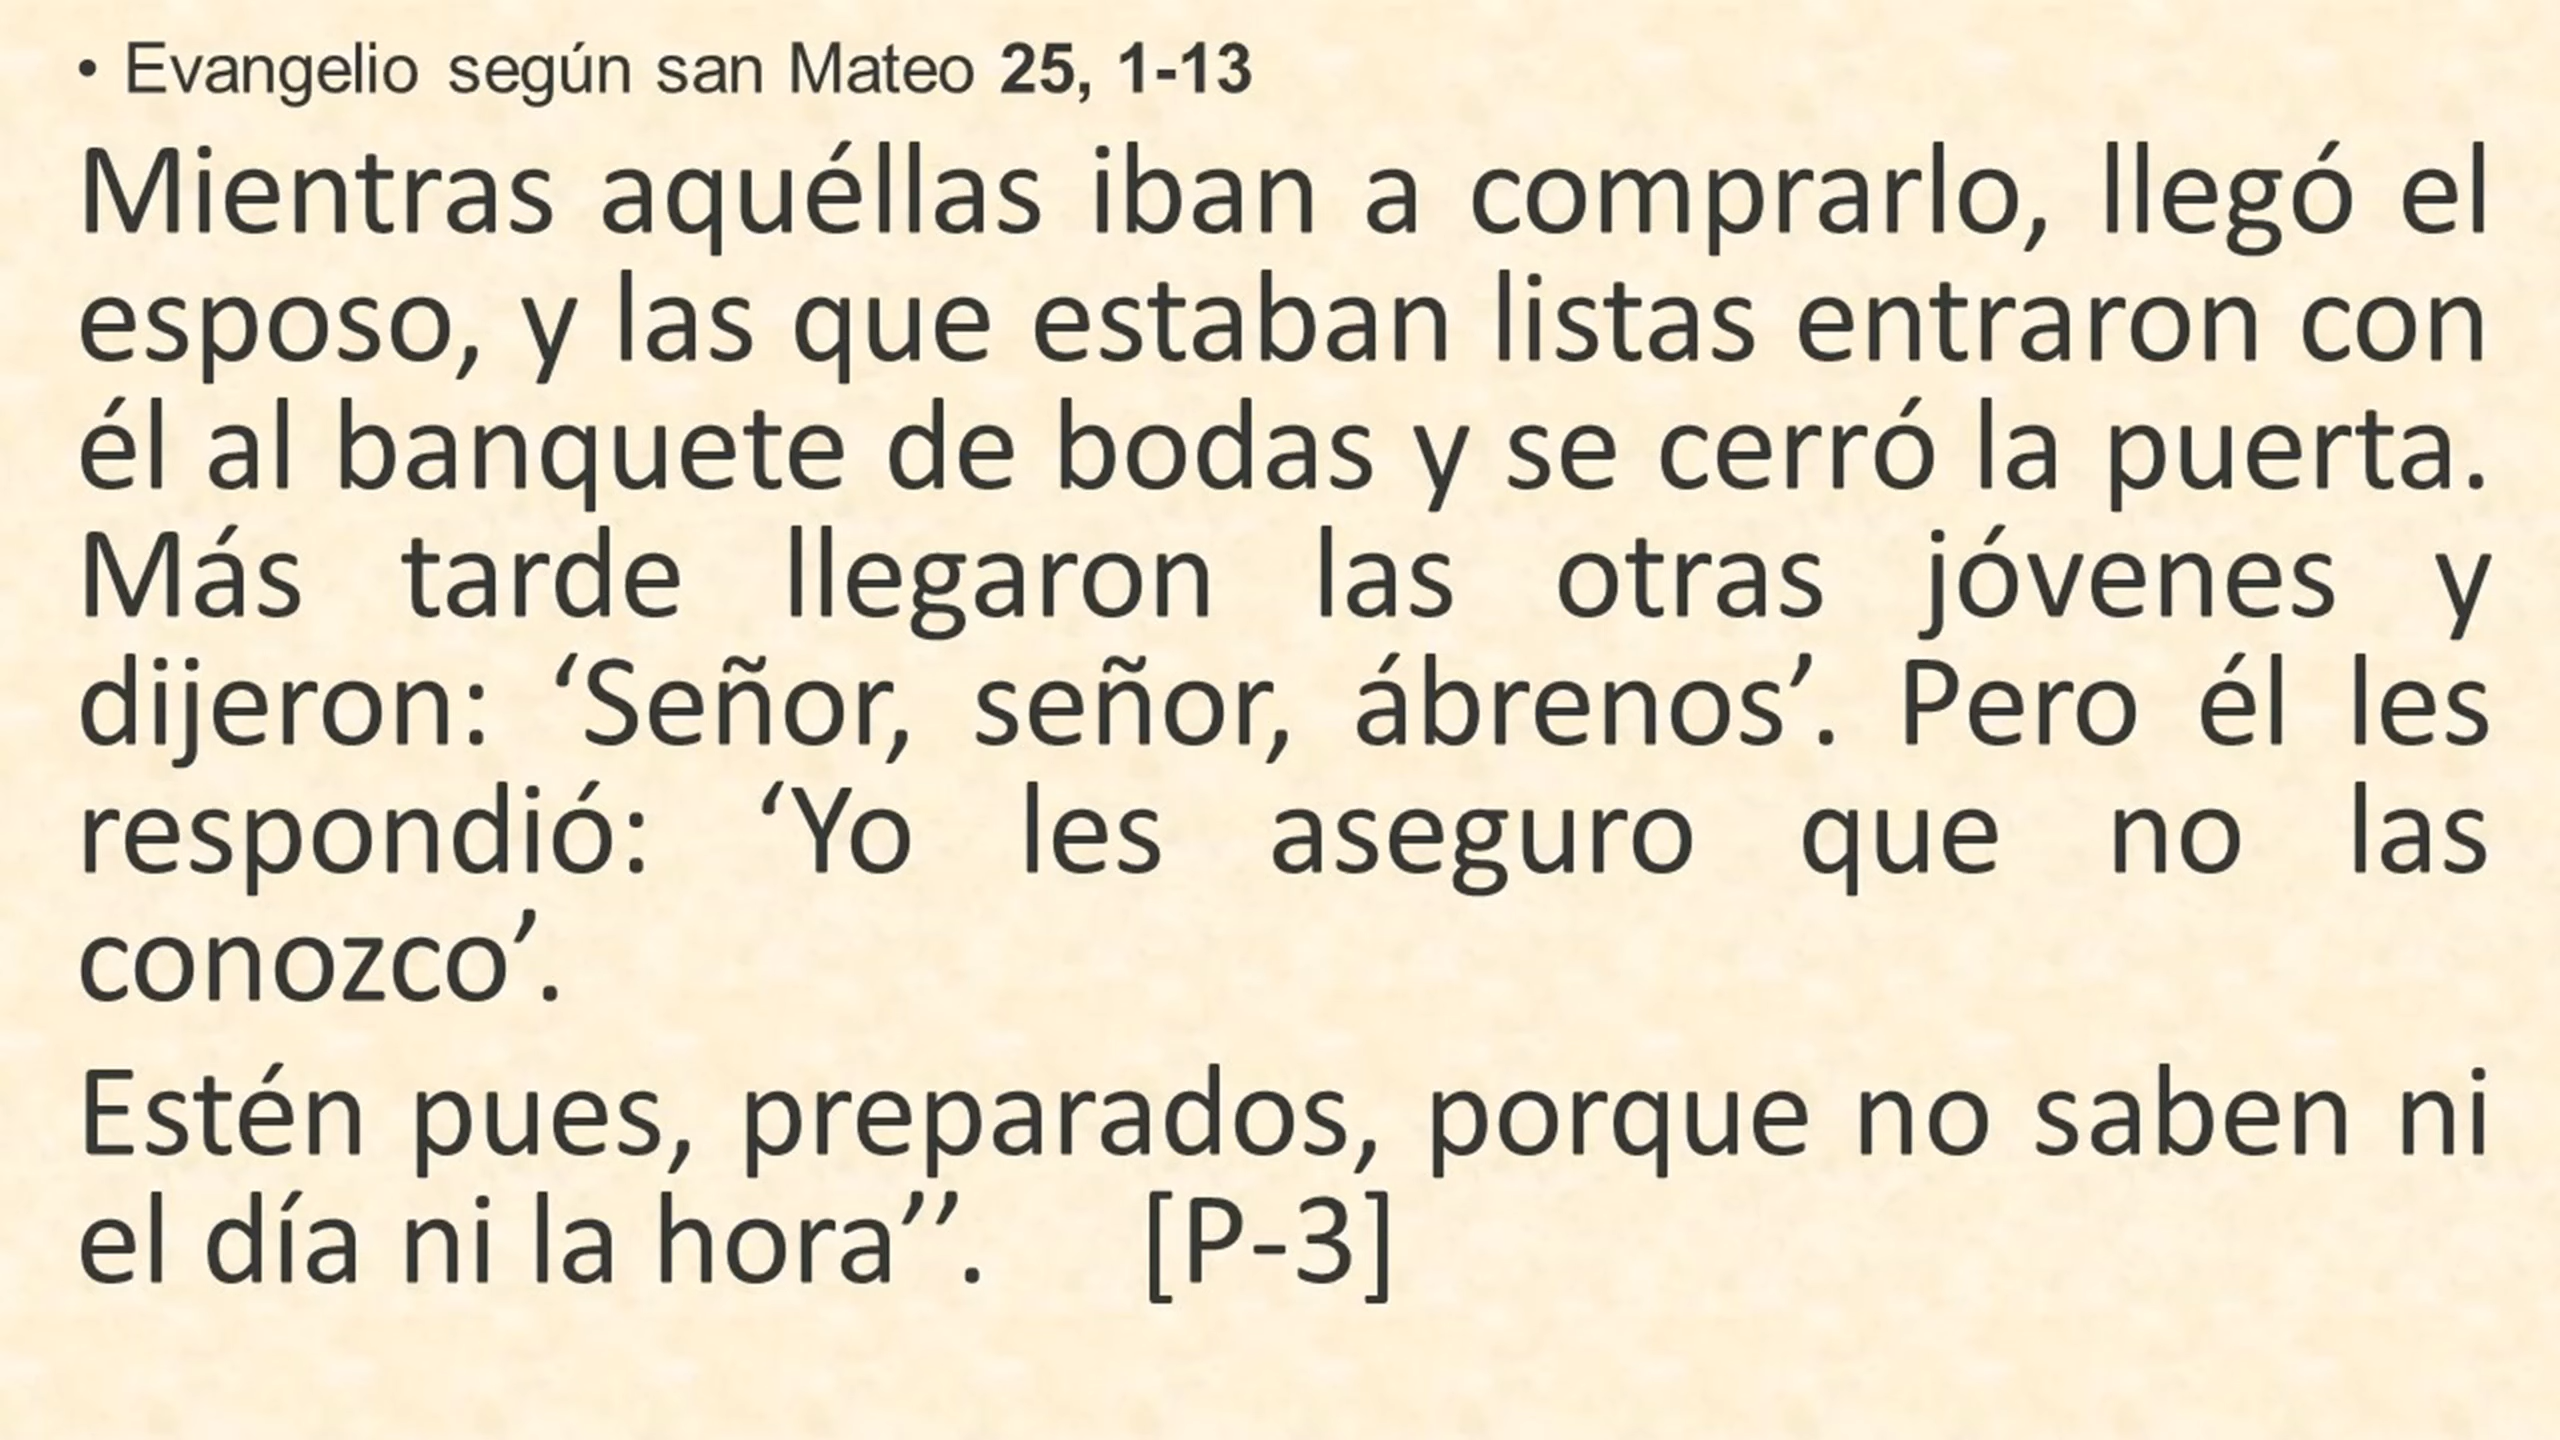 • Evangelio según san Mateo 25, 1-13
Mientras aquéllas iban a comprarlo, llegó el
esposo, y las que estaban listas entraron con
él al banquete de bodas y se cerró la puerta.
Más tarde llegaron las otras jóvenes y
dijeron: ‘Señor, señor, ábrenos’. Pero él les
respondió: ‘Yo les aseguro que no las
conozco’.
Estén pues, preparados, porque no saben ni
el día ni la hora’’. [P-3]